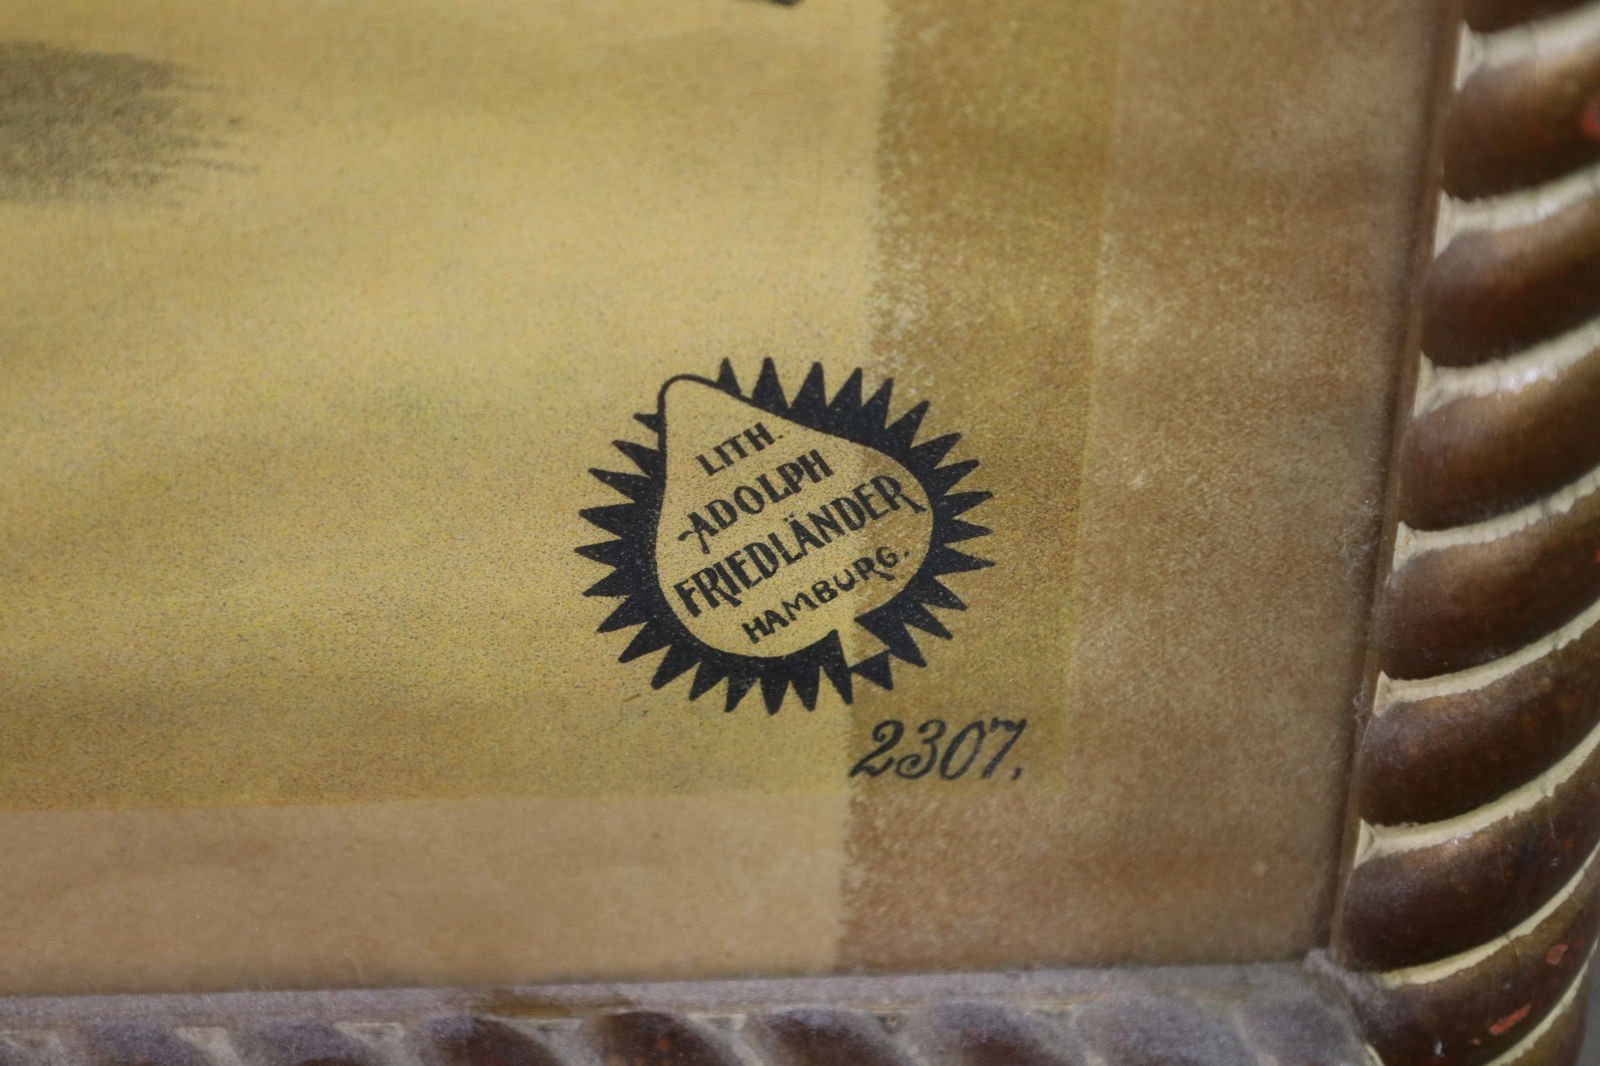 LITH.
ADOLPH
FRIEDLÄNDER
HAMBURG.
2307.